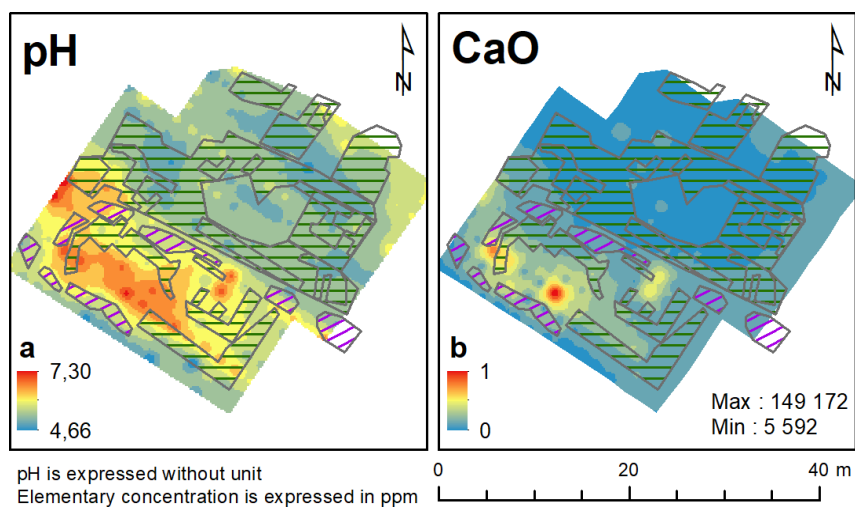 pH
N
a
7,30
4,66
CaO
N
b
1
0
Max : 149 172
Min : 5 592
pH is expressed without unit
Elementary concentration is expressed in ppm
0 20 40 m